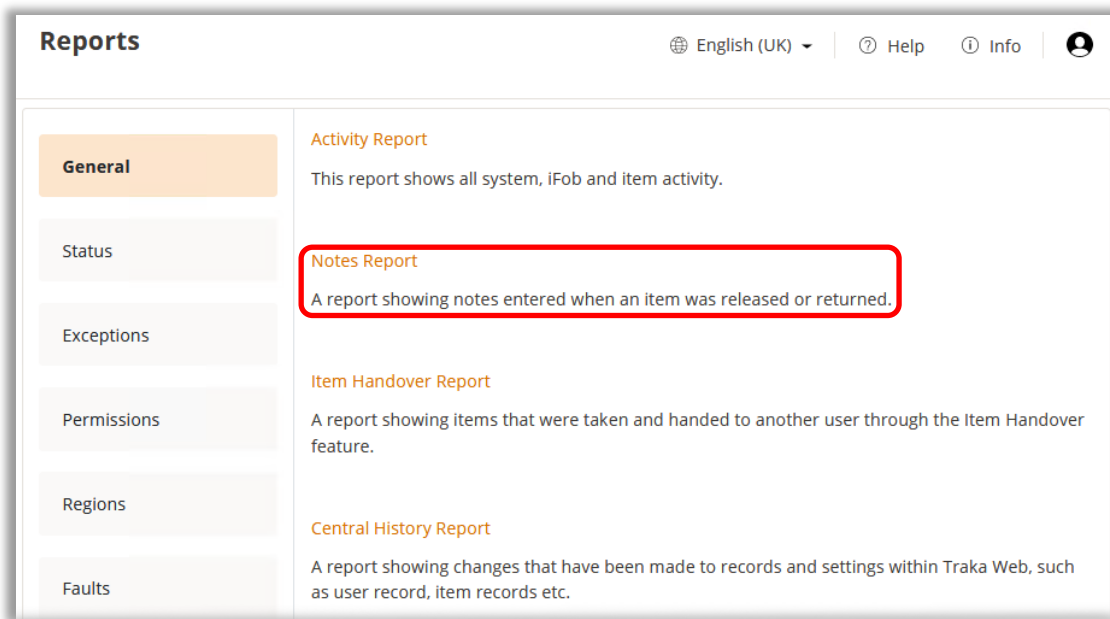 Reports
English (UK)
Help
Info
General
Status
Exceptions
Permissions
Regions
Faults
Activity Report
This report shows all system, iFob and item activity.
Notes Report
A report showing notes entered when an item was released or returned.
Item Handover Report
A report showing items that were taken and handed to another user through the Item Handover
feature.
Central History Report
A report showing changes that have been made to records and settings within Traka Web, such
as user record, item records etc.